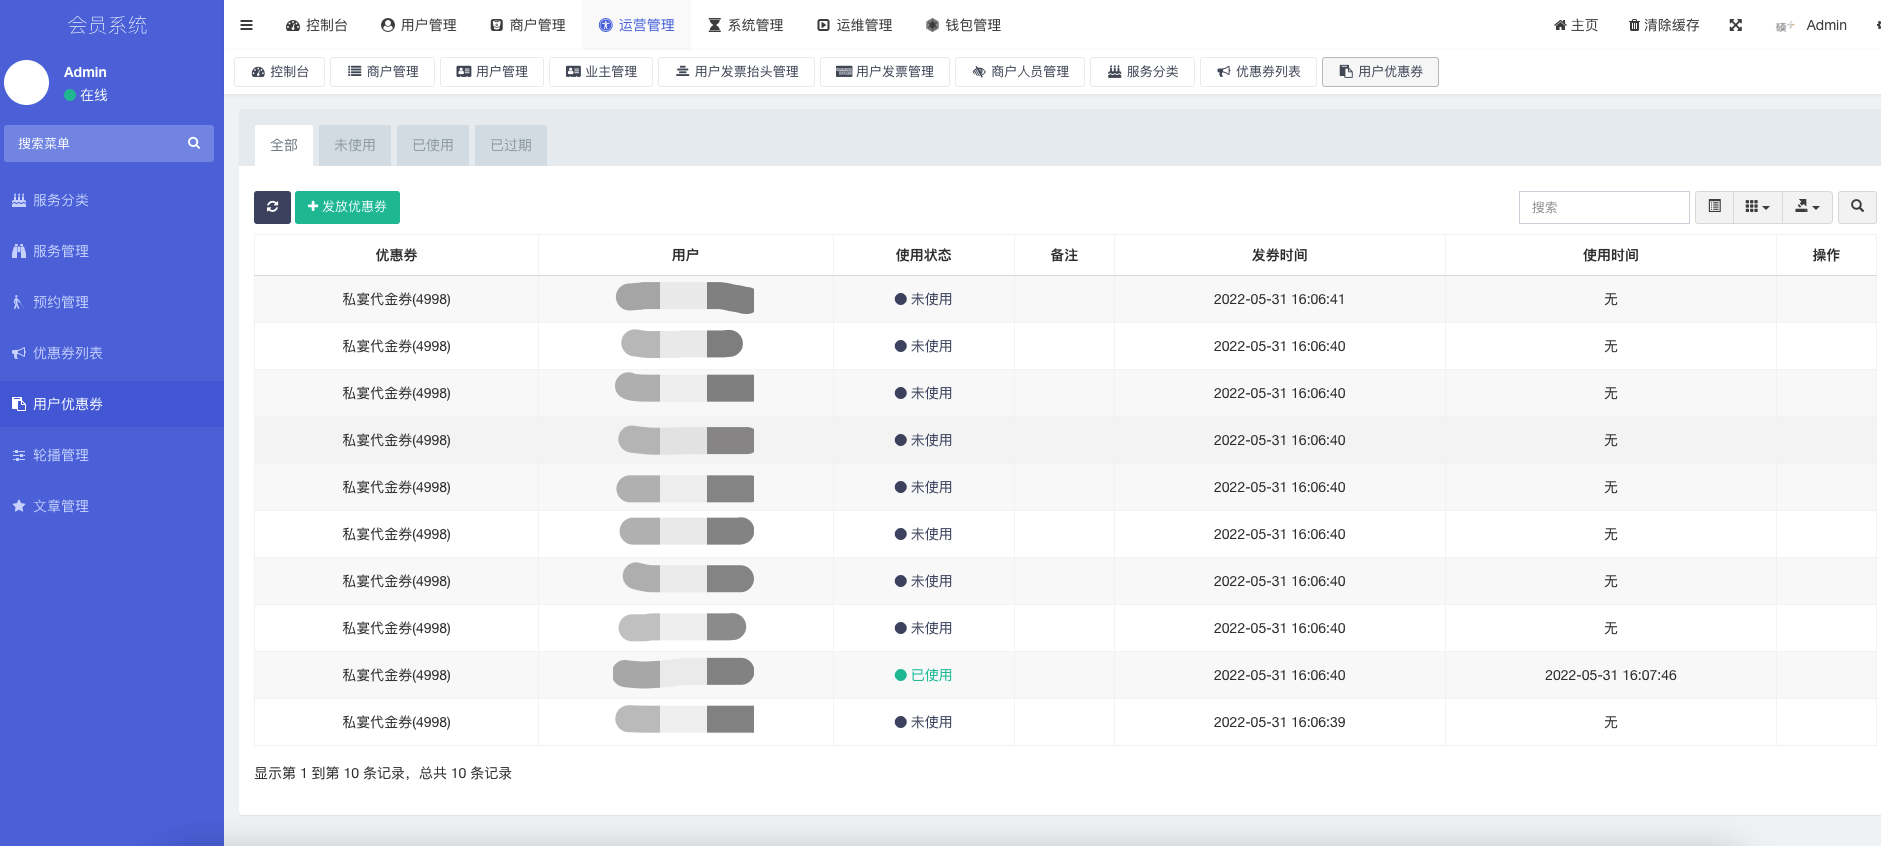 会员系统
控制台 用户管理 商户管理 运营管理 系统管理 运维管理 钱包管理 主页 清除缓存 Admin
控制台 商户管理 用户管理 业主管理 用户发票抬头管理 用户发票管理 商户人员管理 服务分类 优惠券列表 用户优惠券
Admin
在线
搜索菜单
服务分类
服务管理
预约管理
优惠券列表
用户优惠券
轮播管理
文章管理
全部 未使用 已使用 已过期
发放优惠券 搜索
优惠券 用户 使用状态 备注 发券时间 使用时间 操作
私宴代金券(4998) 未使用 2022-05-31 16:06:41 无
私宴代金券(4998) 未使用 2022-05-31 16:06:40 无
私宴代金券(4998) 未使用 2022-05-31 16:06:40 无
私宴代金券(4998) 未使用 2022-05-31 16:06:40 无
私宴代金券(4998) 未使用 2022-05-31 16:06:40 无
私宴代金券(4998) 未使用 2022-05-31 16:06:40 无
私宴代金券(4998) 未使用 2022-05-31 16:06:40 无
私宴代金券(4998) 未使用 2022-05-31 16:06:40 无
私宴代金券(4998) 已使用 2022-05-31 16:06:40 2022-05-31 16:07:46
私宴代金券(4998) 未使用 2022-05-31 16:06:39 无
显示第 1 到第 10 条记录，总共 10 条记录